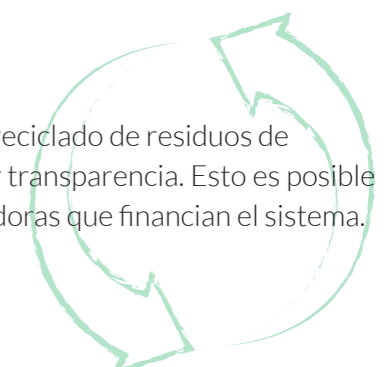 reciclado de residuos de
transparencia. Esto es posible
doras que financian el sistema.